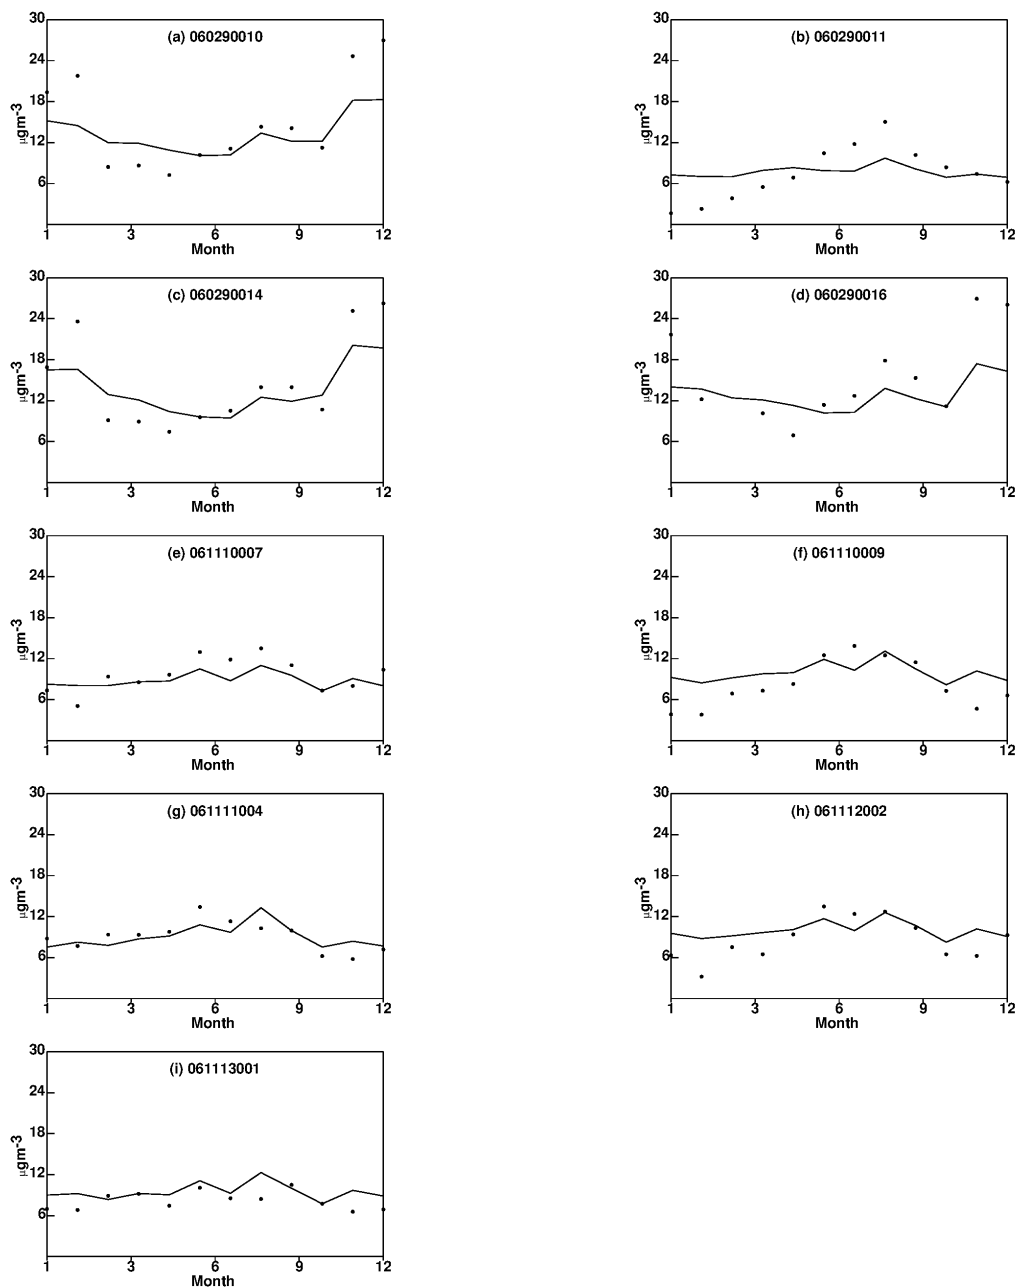 30
(a) 060290010
24
18
μgm-3
12
6
1 3 6 9 12
Month
30
(b) 060290011
24
18
μgm-3
12
6
1 3 6 9 12
Month
30
(c) 060290014
24
18
μgm-3
12
6
1 3 6 9 12
Month
30
(d) 060290016
24
18
μgm-3
12
6
1 3 6 9 12
Month
30
(e) 061110007
24
18
μgm-3
12
6
1 3 6 9 12
Month
30
(f) 061110009
24
18
μgm-3
12
6
1 3 6 9 12
Month
30
(g) 061111004
24
18
μgm-3
12
6
1 3 6 9 12
Month
30
(h) 061112002
24
18
μgm-3
12
6
1 3 6 9 12
Month
30
(i) 061113001
24
18
μgm-3
12
6
1 3 6 9 12
Month